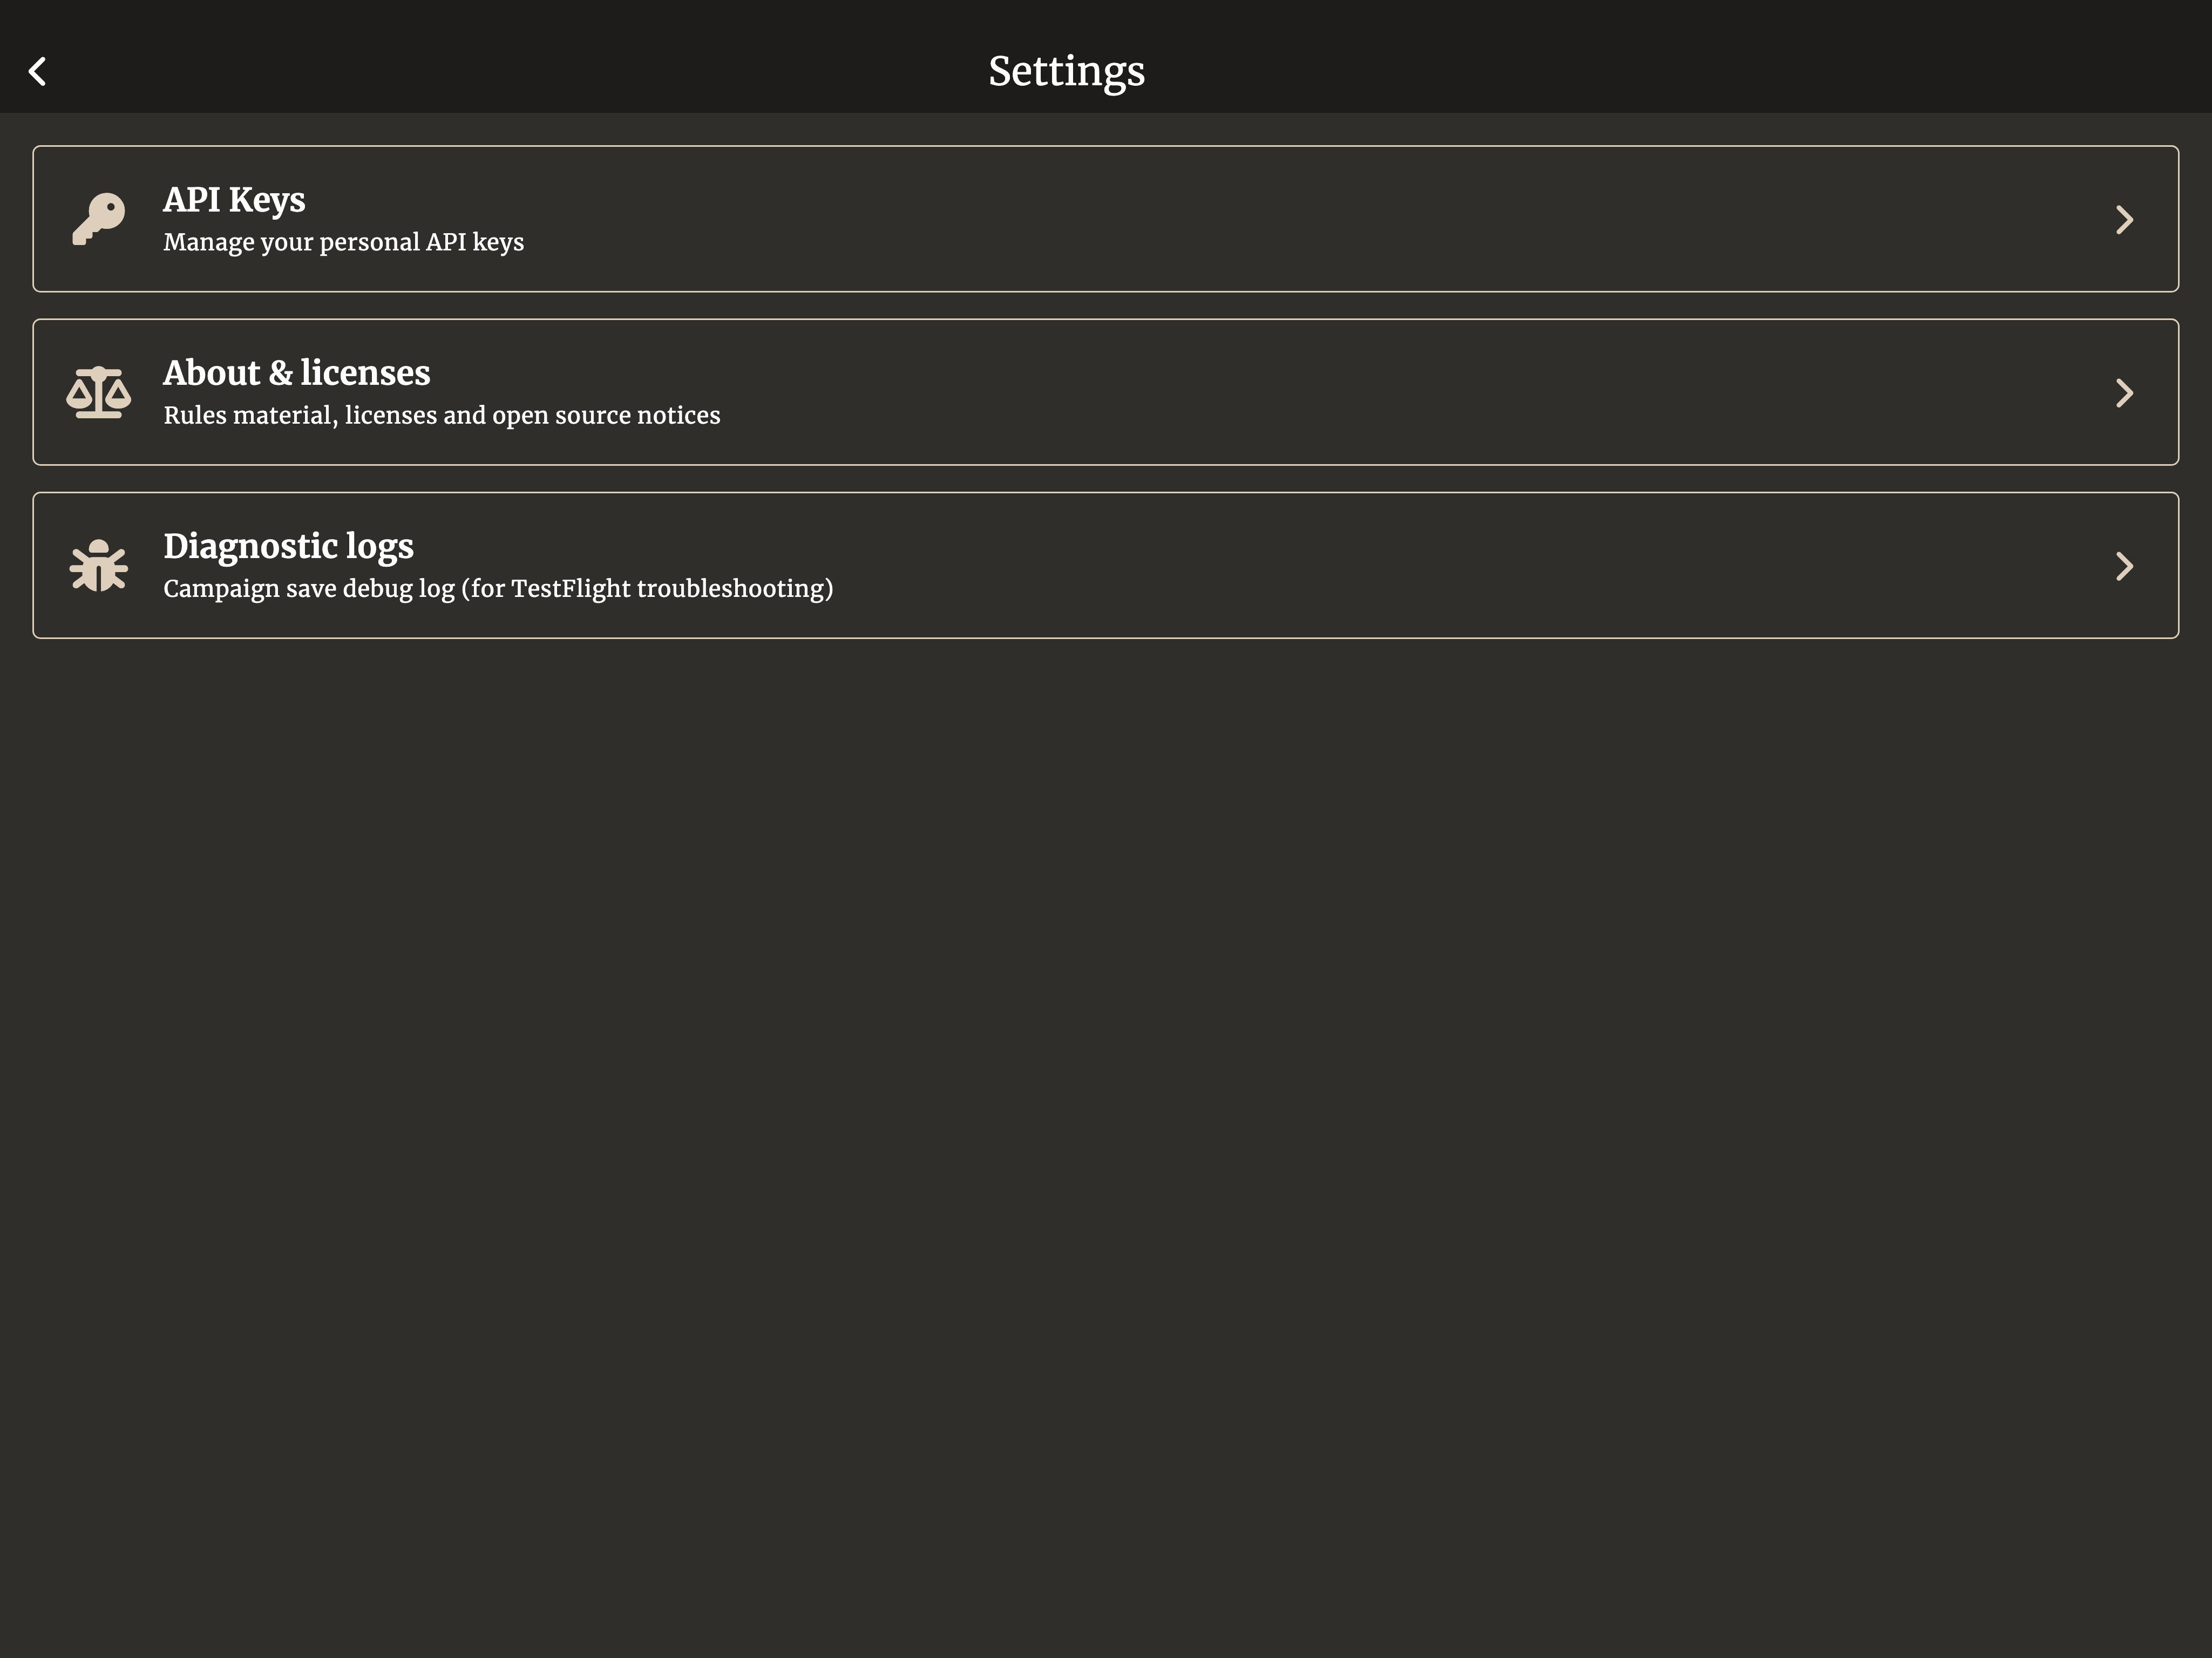 Settings
API Keys
Manage your personal API keys
About & licenses
Rules material, licenses and open source notices
Diagnostic logs
Campaign save debug log (for TestFlight troubleshooting)